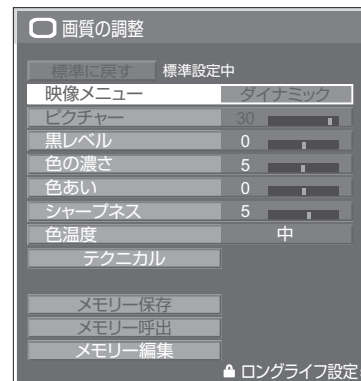 画質の調整
標準に戻す 標準設定中
映像メニュー ダイナミック
ピクチャー 30
黒レベル 0
色の濃さ 5
色あい 0
シャープネス 5
色温度 中
テクニカル
メモリー保存
メモリー呼出
メモリー編集
ロングライフ設定